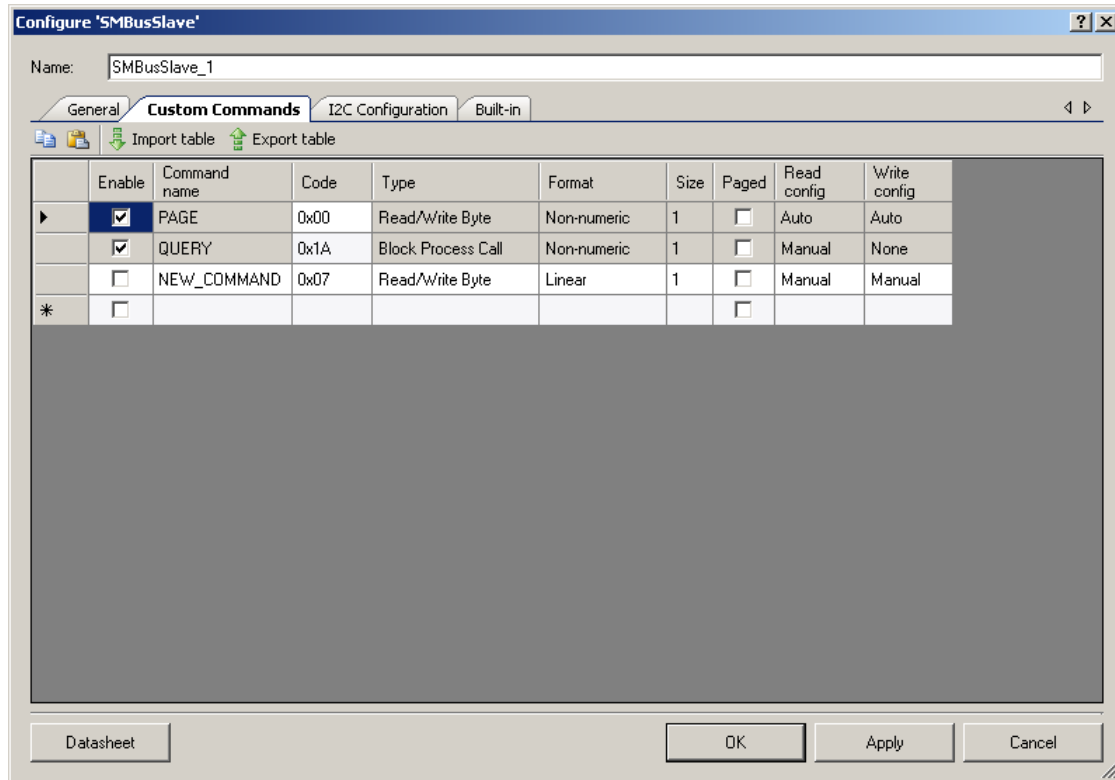 Configure 'SMBusSlave'
Name: SMBusSlave_1
General Custom Commands I2C Configuration Built-in
Import table Export table
Enable Command name Code Type Format Size Paged Read config Write config
PAGE 0x00 Read/Write Byte Non-numeric 1 Auto Auto
QUERY 0x1A Block Process Call Non-numeric 1 Manual None
NEW_COMMAND 0x07 Read/Write Byte Linear 1 Manual Manual
Datasheet OK Apply Cancel